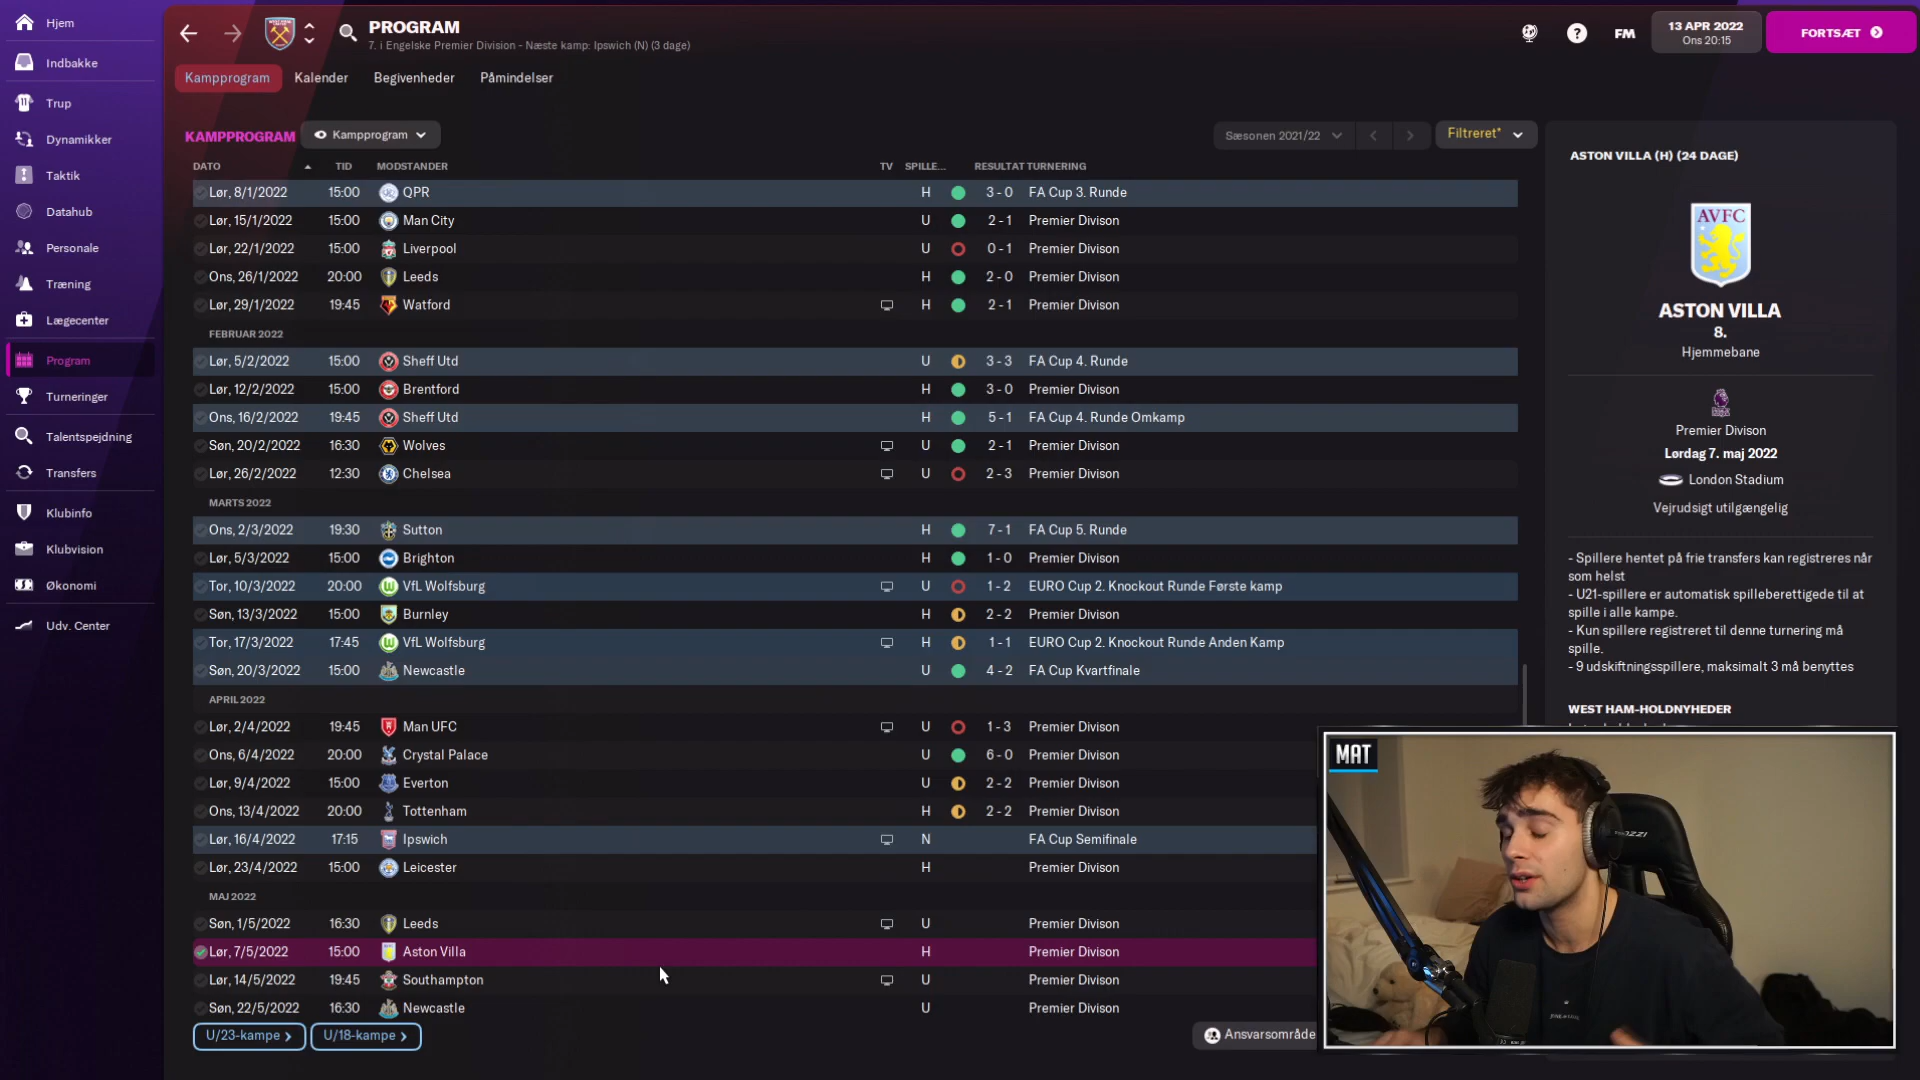 Hjem
Indbakke
Trup
Dynamikker
Taktik
Datahub
Personale
Træning
Lægecenter
Program
Turneringer
Talentspejdning
Transfers
Klubinfo
Klubvision
Økonomi
Udv. Center
PROGRAM
7. i Engelske Premier Division - Næste kamp: Ipswich (N) (3 dage)
FM
13 APR 2022
Ons 20:15
FORTSÆT
Kampprogram Kalender Begivenheder Påmindelser
KAMPPROGRAM Kampprogram Sæsonen 2021/22 Filtreret*
DATO TID MODSTANDER TV SPILLE... RESULTAT TURNERING
Lør, 8/1/2022 15:00 QPR H 3 - 0 FA Cup 3. Runde
Lør, 15/1/2022 15:00 Man City U 2 - 1 Premier Divison
Lør, 22/1/2022 15:00 Liverpool U 0 - 1 Premier Divison
Ons, 26/1/2022 20:00 Leeds H 2 - 0 Premier Divison
Lør, 29/1/2022 19:45 Watford H 2 - 1 Premier Divison
FEBRUAR 2022
Lør, 5/2/2022 15:00 Sheff Utd U 3 - 3 FA Cup 4. Runde
Lør, 12/2/2022 15:00 Brentford H 3 - 0 Premier Divison
Ons, 16/2/2022 19:45 Sheff Utd H 5 - 1 FA Cup 4. Runde Omkamp
Søn, 20/2/2022 16:30 Wolves U 2 - 1 Premier Divison
Lør, 26/2/2022 12:30 Chelsea U 2 - 3 Premier Divison
MARTS 2022
Ons, 2/3/2022 19:30 Sutton H 7 - 1 FA Cup 5. Runde
Lør, 5/3/2022 15:00 Brighton H 1 - 0 Premier Divison
Tor, 10/3/2022 20:00 VfL Wolfsburg U 1 - 2 EURO Cup 2. Knockout Runde Første kamp
Søn, 13/3/2022 15:00 Burnley H 2 - 2 Premier Divison
Tor, 17/3/2022 17:45 VfL Wolfsburg H 1 - 1 EURO Cup 2. Knockout Runde Anden Kamp
Søn, 20/3/2022 15:00 Newcastle U 4 - 2 FA Cup Kvartfinale
APRIL 2022
Lør, 2/4/2022 19:45 Man UFC U 1 - 3 Premier Divison
Ons, 6/4/2022 20:00 Crystal Palace U 6 - 0 Premier Divison
Lør, 9/4/2022 15:00 Everton U 2 - 2 Premier Divison
Ons, 13/4/2022 20:00 Tottenham H 2 - 2 Premier Divison
Lør, 16/4/2022 17:15 Ipswich N FA Cup Semifinale
Lør, 23/4/2022 15:00 Leicester H Premier Divison
MAJ 2022
Søn, 1/5/2022 16:30 Leeds U Premier Divison
Lør, 7/5/2022 15:00 Aston Villa H Premier Divison
Lør, 14/5/2022 19:45 Southampton U Premier Divison
Søn, 22/5/2022 16:30 Newcastle U Premier Divison
U/23-kampe U/18-kampe Ansvarsområde
ASTON VILLA (H) (24 DAGE)
AVFC
ASTON VILLA
8.
Hjemmebane
Premier Divison
Lørdag 7. maj 2022
London Stadium
Vejrudsigt utilgængelig
- Spillere hentet på frie transfers kan registreres når
som helst
- U21-spillere er automatisk spilleberettigede til at
spille i alle kampe.
- Kun spillere registreret til denne turnering må
spille.
- 9 udskiftningsspillere, maksimalt 3 må benyttes
WEST HAM-HOLDNYHEDER
MAT